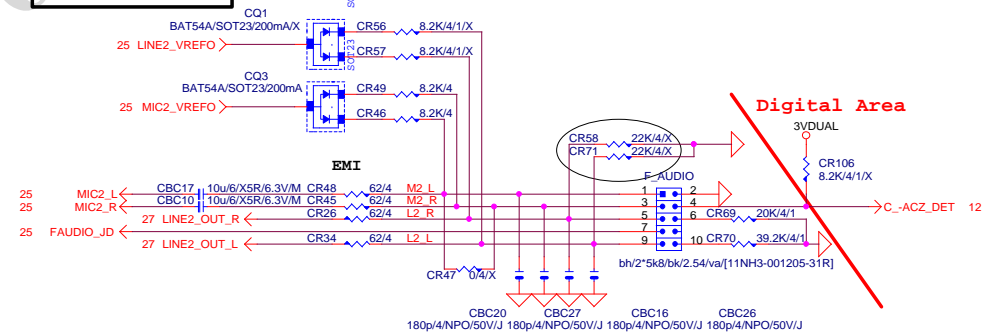 CQ1
BAT54A/SOT23/200mA/X
25 LINE2_VREFO
SOT23
CR56 8.2K/4/1/X
CR57 8.2K/4/1/X
CQ3
BAT54A/SOT23/200mA
25 MIC2_VREFO
CR49 8.2K/4
CR46 8.2K/4
Digital Area
3VDUAL
CR58 22K/4/X
CR71 22K/4/X
CR106
8.2K/4/1/X
EMI
F_AUDIO
25 MIC2_L CBC17 10u/6/X5R/6.3V/M CR48 62/4 M2_L 1 2
25 MIC2_R CBC10 10u/6/X5R/6.3V/M CR45 62/4 M2_R 3 4 C_-ACZ_DET 12
27 LINE2_OUT_R CR26 62/4 L2_R 5 6 CR69 20K/4/1
25 FAUDIO_JD 7
27 LINE2_OUT_L CR34 62/4 L2_L 9 10 CR70 39.2K/4/1
bh/2*5k8/bk/2.54/va/[11NH3-001205-31R]
CR47 0/4/X
CBC20 CBC27 CBC16 CBC26
180p/4/NPO/50V/J 180p/4/NPO/50V/J 180p/4/NPO/50V/J 180p/4/NPO/50V/J